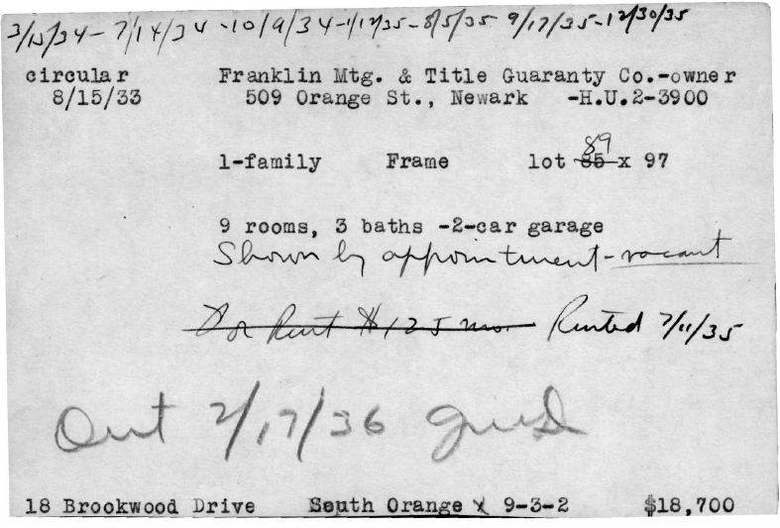 3/15/34 - 7/14/34 - 10/9/34 - 1/17/35 - 8/5/35 9/17/35 - 12/30/35
circular Franklin Mtg. & Title Guaranty Co.-owner
8/15/33 509 Orange St., Newark -H.U.2-3900
89
1-family Frame lot 85 x 97
9 rooms, 3 baths -2-car garage
Shown by appointment - vacant
For Rent $125 mo. Rented 7/11/35
Out 2/17/36
18 Brookwood Drive South Orange x 9-3-2 $18,700